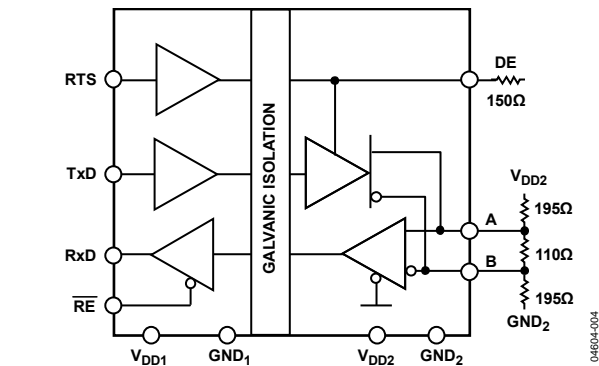 RTS
TxD
RxD
RE
GALVANIC ISOLATION
DE
150Ω
VDD2
195Ω
A
110Ω
B
195Ω
GND2
VDD1
GND1
VDD2
GND2
04604-004